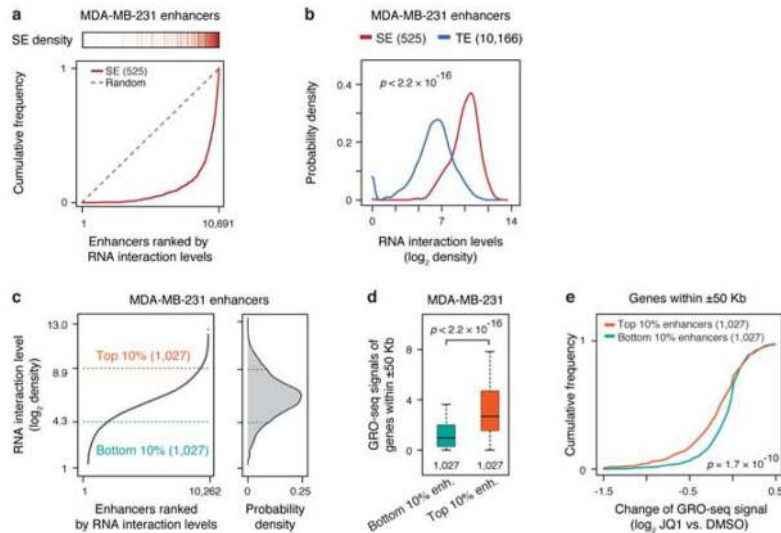 a
MDA-MB-231 enhancers
SE density
SE (525)
Random
Cumulative frequency
1
0
1
10,691
Enhancers ranked by
RNA interaction levels
b
MDA-MB-231 enhancers
SE (525) TE (10,166)
p < 2.2 × 10⁻¹⁶
Probability density
0.4
0.2
0
0 7 14
RNA interaction levels
(log₂ density)
c
MDA-MB-231 enhancers
RNA interaction level
(log₂ density)
13.0
8.9
4.3
1
Top 10% (1,027)
Bottom 10% (1,027)
1 10,262
Enhancers ranked
by RNA interaction levels
0 0.25
Probability
density
d
MDA-MB-231
p < 2.2 × 10⁻¹⁶
GRO-seq signals of
genes within ±50 Kb
8
4
0
1,027 1,027
Bottom 10% enh.
Top 10% enh.
e
Genes within ±50 Kb
Top 10% enhancers (1,027)
Bottom 10% enhancers (1,027)
Cumulative frequency
1
0
p = 1.7 × 10⁻¹⁰
-1.5 -0.5 0.5
Change of GRO-seq signal
(log₂ JQ1 vs. DMSO)